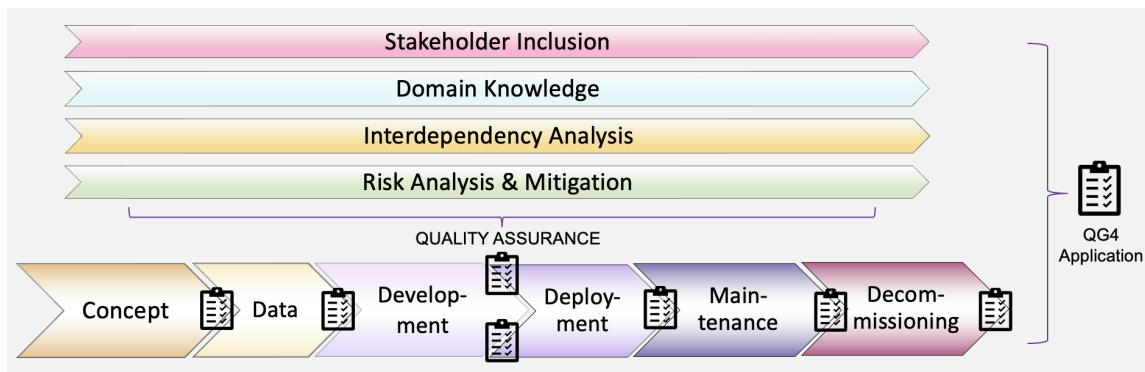 Stakeholder Inclusion
Domain Knowledge
Interdependency Analysis
Risk Analysis & Mitigation
QUALITY ASSURANCE
QG4
Application
Concept
Data
Develop-
ment
Deploy-
ment
Main-
tenance
Decom-
missioning